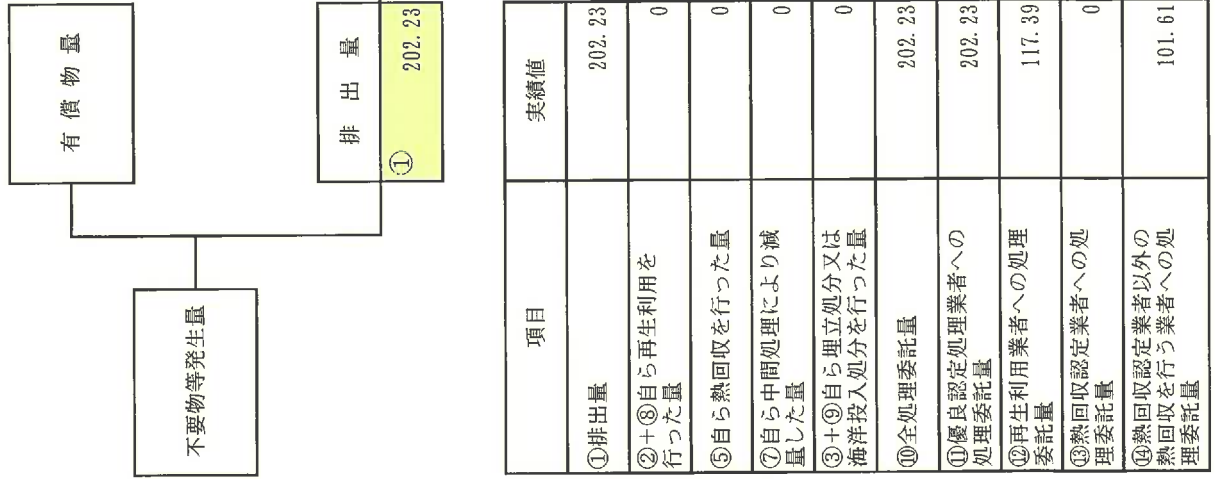 有償物量
不要物等発生量
排出量
①
202.23
項目 実績値
①排出量 202.23
②+⑧自ら再生利用を
行った量 0
⑤自ら熱回収を行った量 0
⑦自ら中間処理により減
量した量 0
③+⑨自ら埋立処分又は
海洋投入処分を行った量 0
⑩全処理委託量 202.23
⑪優良認定処理業者への
処理委託量 202.23
⑫再生利用業者への処理
委託量 117.39
⑬熱回収認定業者への処
理委託量 0
⑭熱回収認定業者以外の
熱回収を行う業者への処
理委託量 101.61